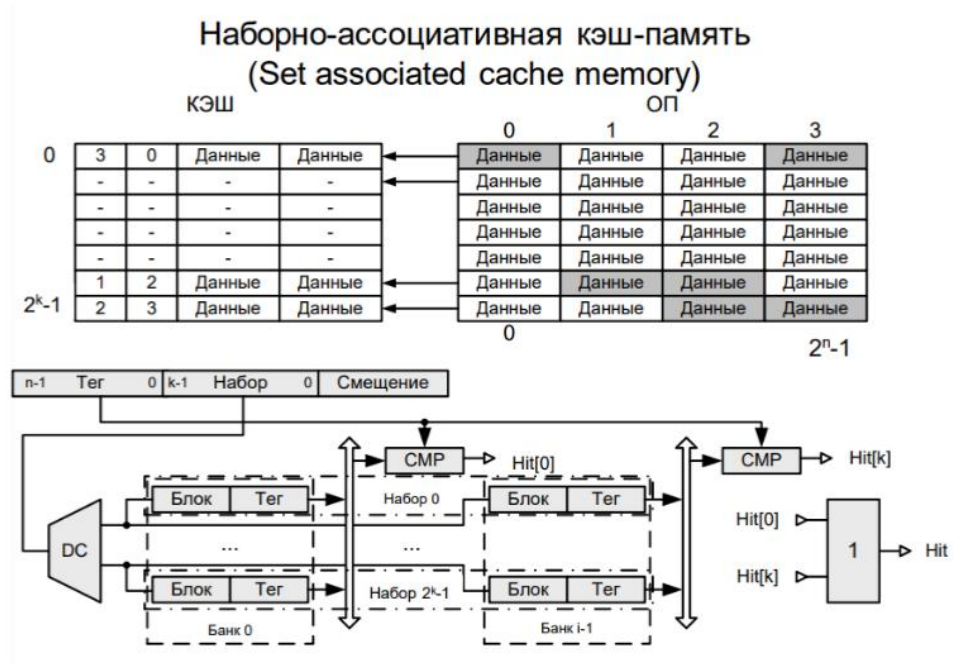 Наборно-ассоциативная кэш-память
(Set associated cache memory)
КЭШ ОП
0 1 2 3
0 3 0 Данные Данные Данные Данные Данные Данные
- - - - Данные Данные Данные Данные
- - - - Данные Данные Данные Данные
- - - - Данные Данные Данные Данные
- - - - Данные Данные Данные Данные
1 2 Данные Данные Данные Данные Данные Данные
2ᵏ-1 2 3 Данные Данные Данные Данные Данные Данные
0 2ⁿ-1
n-1 Тег 0 k-1 Набор 0 Смещение
CMP Hit[0] CMP Hit[k]
Блок Тег Набор 0 Блок Тег
Hit[0]
DC ... ... 1 Hit
Hit[k]
Блок Тег Набор 2ᵏ-1 Блок Тег
Банк 0 Банк i-1